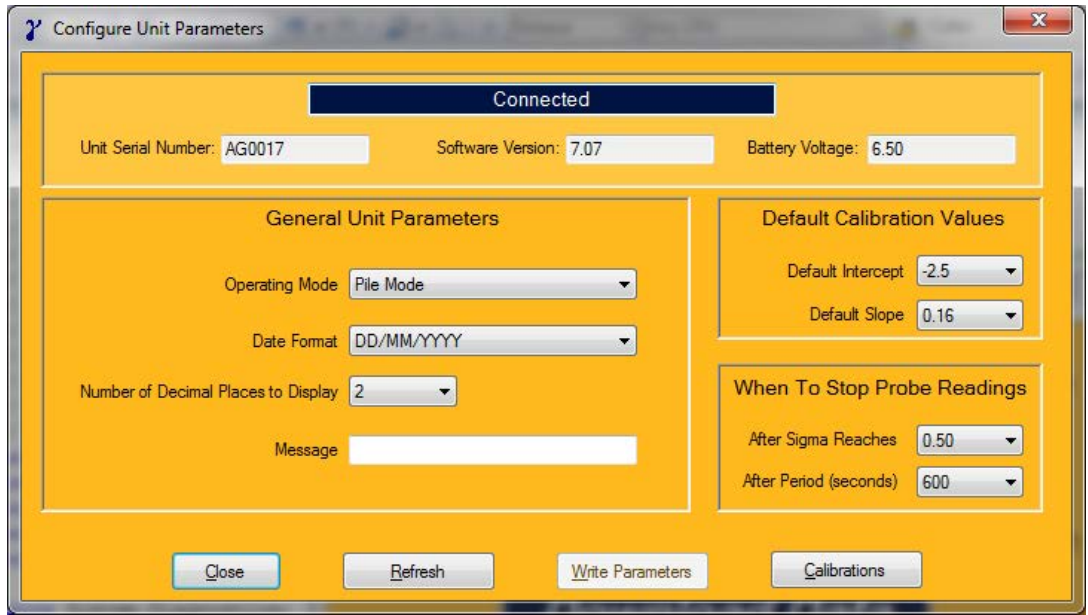 γ Configure Unit Parameters
Connected
Unit Serial Number: AG0017 Software Version: 7.07 Battery Voltage: 6.50
General Unit Parameters
Operating Mode Pile Mode
Date Format DD/MM/YYYY
Number of Decimal Places to Display 2
Message
Default Calibration Values
Default Intercept -2.5
Default Slope 0.16
When To Stop Probe Readings
After Sigma Reaches 0.50
After Period (seconds) 600
Close Refresh Write Parameters Calibrations